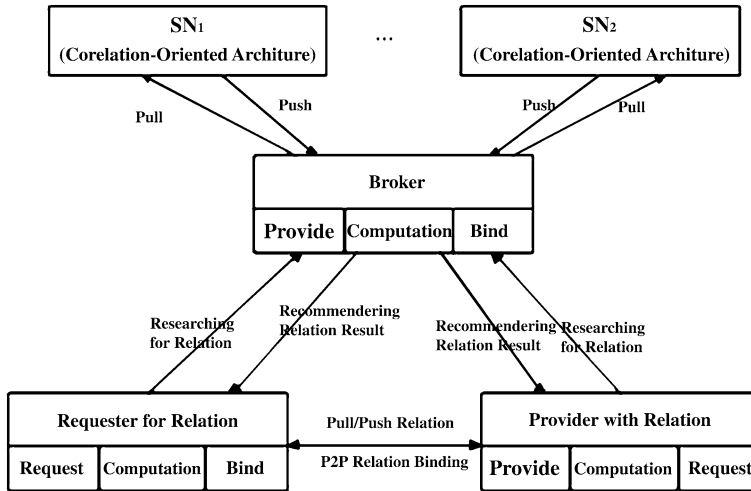 SN1
(Corelation-Oriented Architure)
...
SN2
(Corelation-Oriented Architure)
Pull
Push
Push
Pull
Broker
Provide
Computation
Bind
Researching
for Relation
Recommendering
Relation Result
Recommendering
Relation Result
Researching
for Relation
Requester for Relation
Request
Computation
Bind
Pull/Push Relation
P2P Relation Binding
Provider with Relation
Provide
Computation
Request